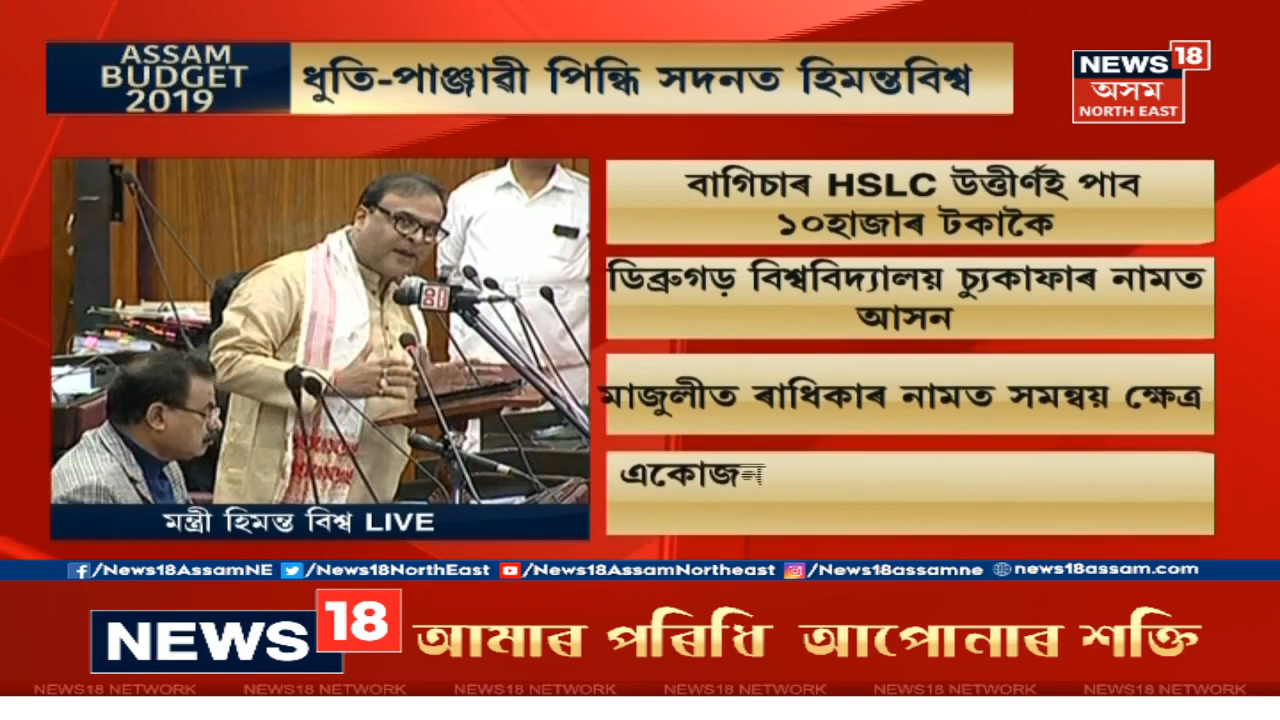 ASSAM
BUDGET
2019
ধুতি-পাঞ্জাৱী পিন্ধি সদনত হিমন্তবিশ্ব
NEWS 18
অসম
NORTH EAST
বাগিচাৰ HSLC উত্তীৰ্ণই পাব
১০হাজাৰ টকাকৈ
ডিব্ৰুগড় বিশ্ববিদ্যালয় চ্যুকাফাৰ নামত
আসন
মাজুলীত ৰাধিকাৰ নামত সমন্বয় ক্ষেত্ৰ
একোজন
মন্ত্ৰী হিমন্ত বিশ্ব LIVE
/News18AssamNE /News18NorthEast /News18AssamNortheast /News18assamne news18assam.com
NEWS 18 আমাৰ পৰিধি আপোনাৰ শক্তি
NEWS18 NETWORK NEWS18 NETWORK NEWS18 NETWORK NEWS18 NETWORK NEWS18 NETWORK NEWS18 NETWORK